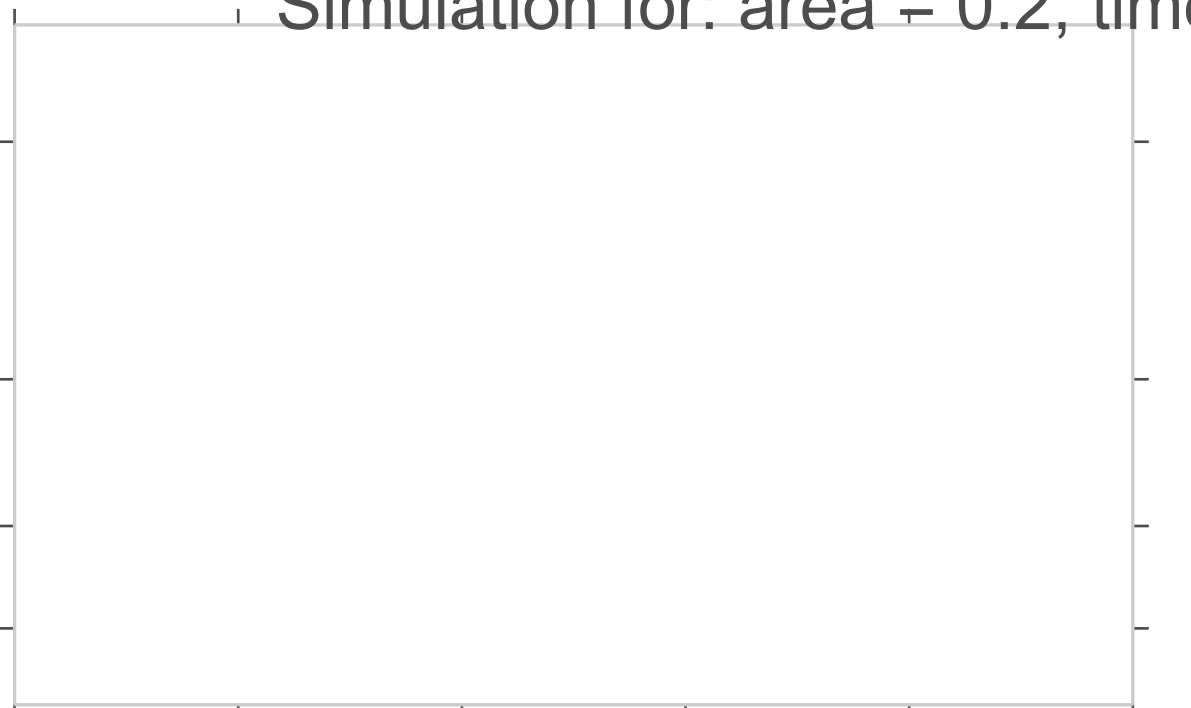 Simulation for: area = 0.2,